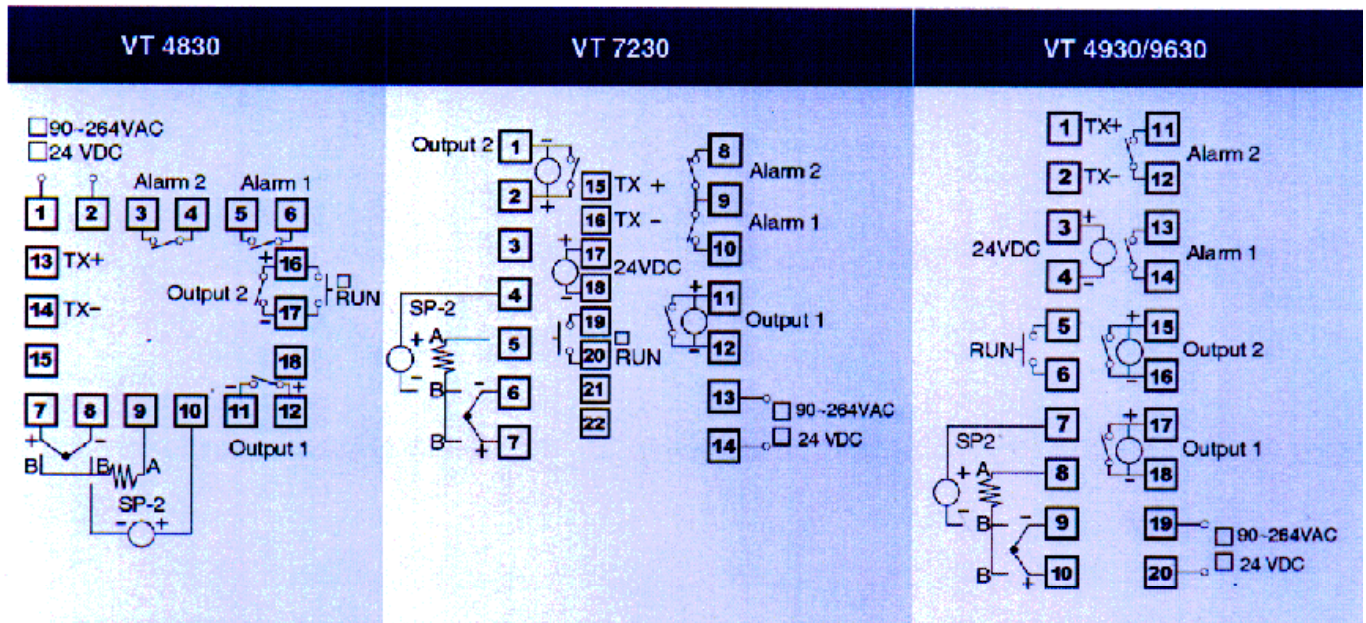 VT 4830
90~264VAC
24 VDC
Alarm 2 Alarm 1
1 2 3 4 5 6
13 TX+
+ 16
Output 2
RUN
14 TX-
- 17
15
18
7 8 9 10 11 12
- +
+ -
Output 1
B B A
SP-2
- +
VT 7230
Output 2 1 -
8
Alarm 2
15 TX +
2 +
9
16 TX -
Alarm 1
3
+ 17
10
24VDC
- 18
4
SP-2
+ 11
19
Output 1
+ A 5
RUN
20
- 12
- B - 6
21
13
90~264VAC
22
B + 7
14
24 VDC
VT 4930/9630
1 TX+ 11
Alarm 2
2 TX- 12
3 + 13
24VDC
Alarm 1
4 - 14
5 + 15
RUN
Output 2
6 - 16
7 + 17
SP2
Output 1
+ A 8 - 18
- B - 9 19
90~264VAC
B + 10 20
24 VDC